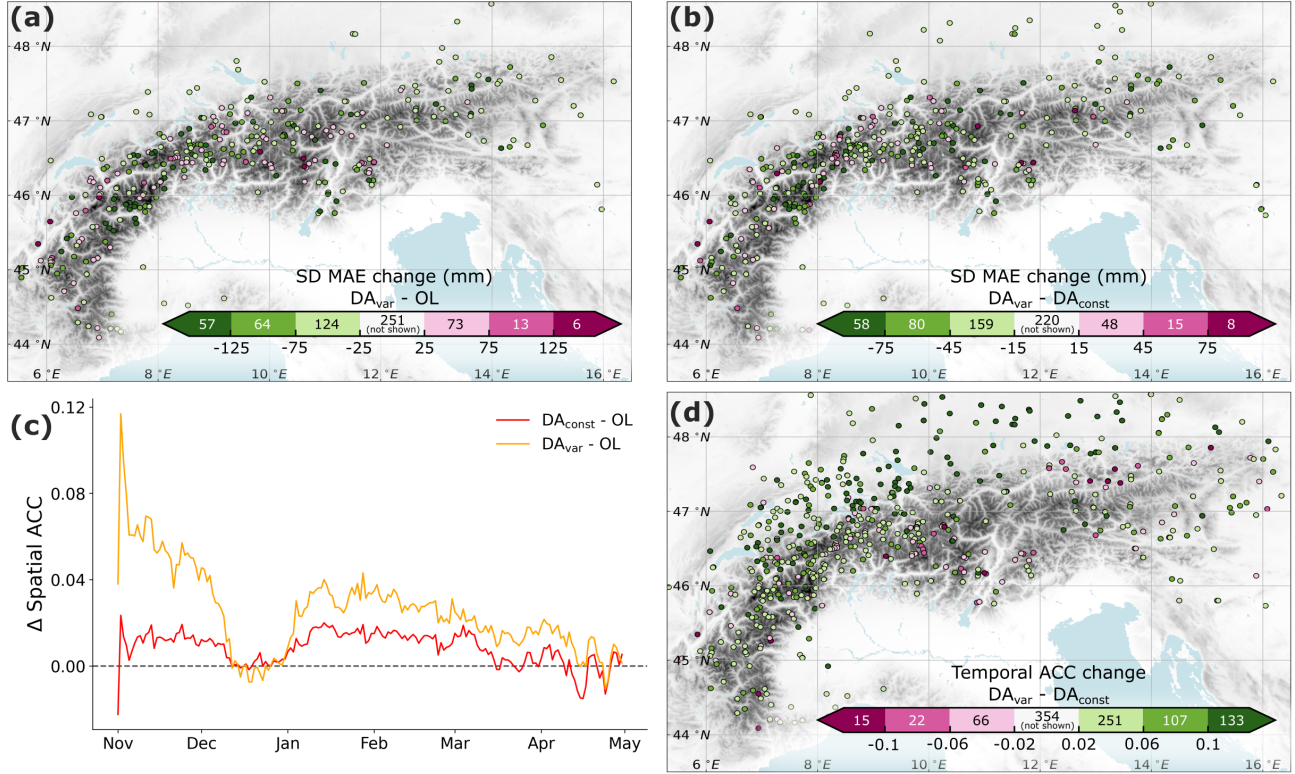 (a)
48 °N
47 °N
46 °N
45 °N
44 °N
6 °E
8 °E
10 °E
12 °E
14 °E
16 °E
SD MAE change (mm)
DAvar - OL
57 64 124 251 73 13 6
(not shown)
-125 -75 -25 25 75 125
(b)
48 °N
47 °N
46 °N
45 °N
44 °N
6 °E
8 °E
10 °E
12 °E
14 °E
16 °E
SD MAE change (mm)
DAvar - DAconst
58 80 159 220 48 15 8
(not shown)
-75 -45 -15 15 45 75
(c)
0.12
0.08
0.04
0.00
Δ Spatial ACC
DAconst - OL
DAvar - OL
Nov Dec Jan Feb Mar Apr May
(d)
48 °N
47 °N
46 °N
45 °N
44 °N
6 °E
8 °E
10 °E
12 °E
14 °E
16 °E
Temporal ACC change
DAvar - DAconst
15 22 66 354 251 107 133
(not shown)
-0.1 -0.06 -0.02 0.02 0.06 0.1